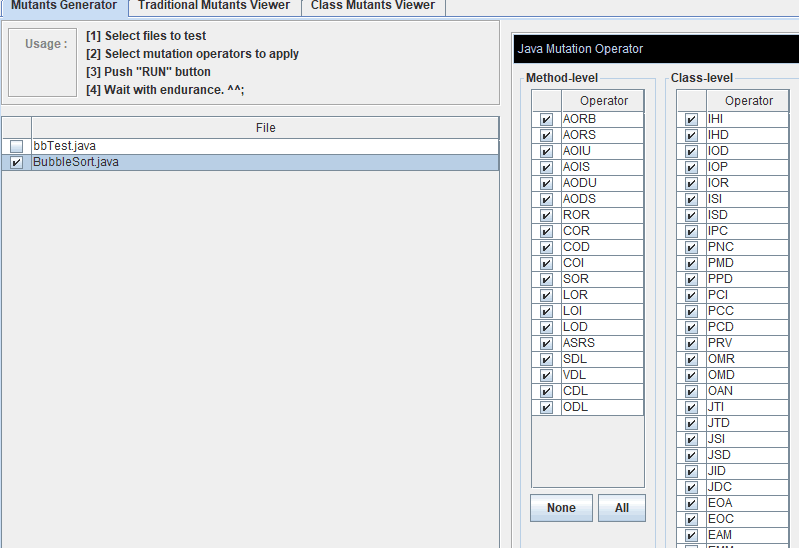 Mutants Generator Traditional Mutants Viewer Class Mutants Viewer
Usage :
[1] Select files to test
[2] Select mutation operators to apply
[3] Push "RUN" button
[4] Wait with endurance. ^^;
File
bbTest.java
BubbleSort.java
Java Mutation Operator
Method-level
Operator
AORB
AORS
AOIU
AOIS
AODU
AODS
ROR
COR
COD
COI
SOR
LOR
LOI
LOD
ASRS
SDL
VDL
CDL
ODL
None All
Class-level
Operator
IHI
IHD
IOD
IOP
IOR
ISI
ISD
IPC
PNC
PMD
PPD
PCI
PCC
PCD
PRV
OMR
OMD
OAN
JTI
JTD
JSI
JSD
JID
JDC
EOA
EOC
EAM